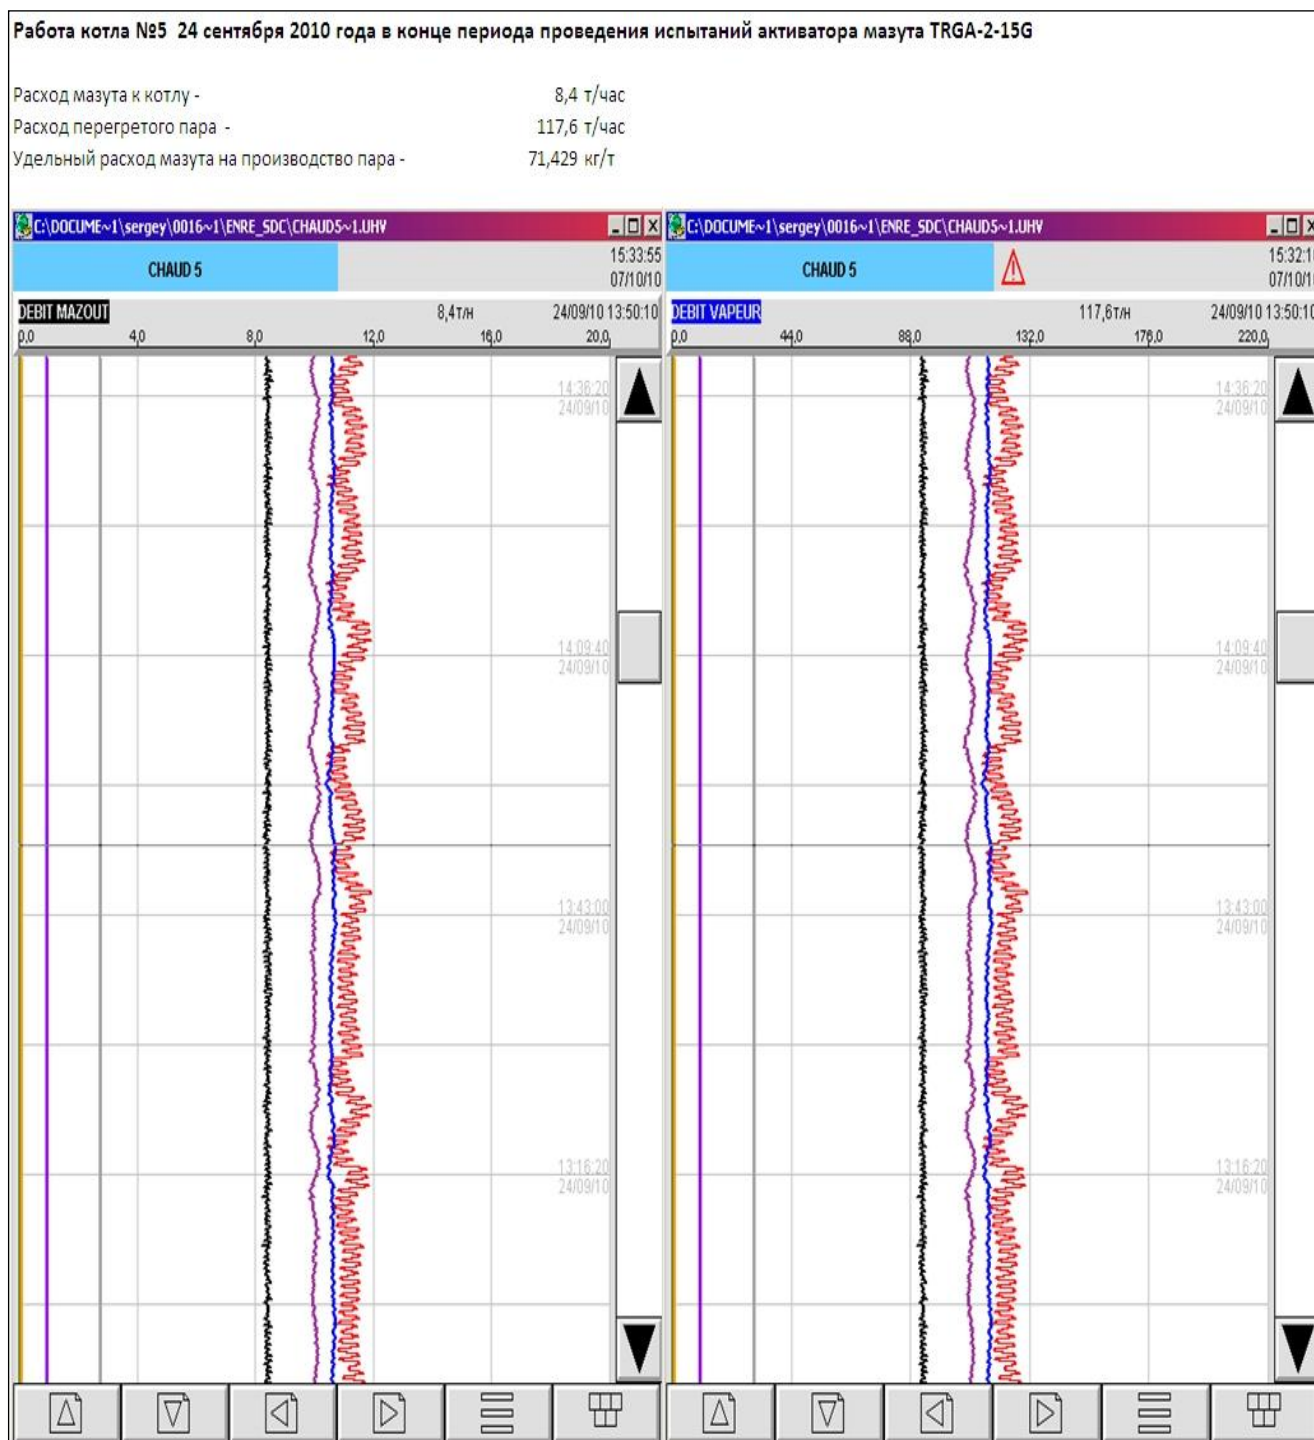 Работа котла №5 24 сентября 2010 года в конце периода проведения испытаний активатора мазута TRGA-2-15G
Расход мазута к котлу - 8,4 т/час
Расход перегретого пара - 117,6 т/час
Удельный расход мазута на производство пара - 71,429 кг/т
C:\DOCUME~1\sergey\0016~1\ENRE_SDC\CHAUD5~1.UHV
CHAUD 5
15:33:55
07/10/10
DEBIT MAZOUT 8,4т/н 24/09/10 13:50:10
0,0 4,0 8,0 12,0 16,0 20,0
14:36:20
24/09/10
14:09:40
24/09/10
13:43:00
24/09/10
13:16:20
24/09/10
C:\DOCUME~1\sergey\0016~1\ENRE_SDC\CHAUD5~1.UHV
CHAUD 5
15:32:1
07/10/1
DEBIT VAPEUR 117,6т/н 24/09/10 13:50:10
0,0 44,0 88,0 132,0 176,0 220,0
14:36:20
24/09/10
14:09:40
24/09/10
13:43:00
24/09/10
13:16:20
24/09/10